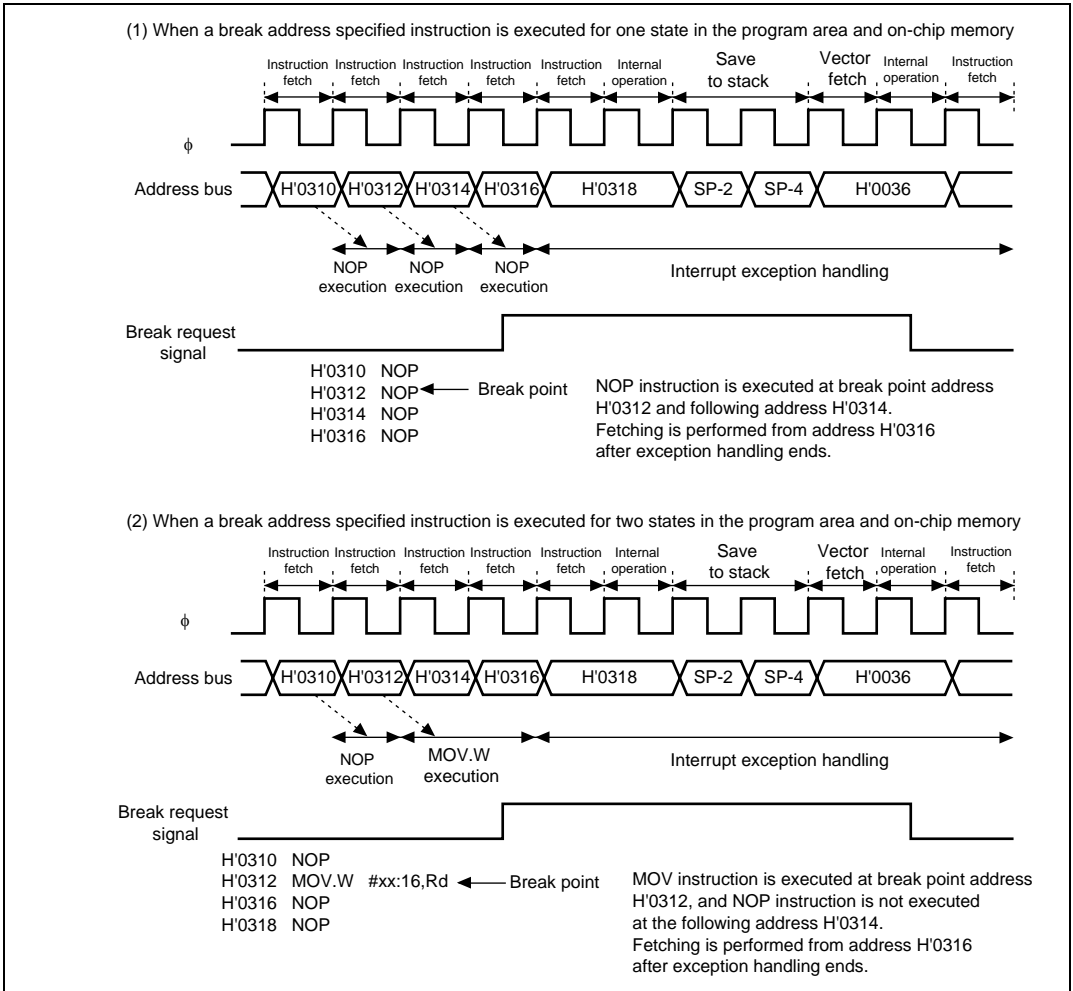 (1) When a break address specified instruction is executed for one state in the program area and on-chip memory
Instruction fetch Instruction fetch Instruction fetch Instruction fetch Instruction fetch Internal operation Save to stack Vector fetch Internal operation Instruction fetch
ϕ
Address bus H'0310 H'0312 H'0314 H'0316 H'0318 SP-2 SP-4 H'0036
NOP execution NOP execution NOP execution Interrupt exception handling
Break request
signal
H'0310 NOP
H'0312 NOP Break point
H'0314 NOP
H'0316 NOP
NOP instruction is executed at break point address
H'0312 and following address H'0314.
Fetching is performed from address H'0316
after exception handling ends.
(2) When a break address specified instruction is executed for two states in the program area and on-chip memory
Instruction fetch Instruction fetch Instruction fetch Instruction fetch Instruction fetch Internal operation Save to stack Vector fetch Internal operation Instruction fetch
ϕ
Address bus H'0310 H'0312 H'0314 H'0316 H'0318 SP-2 SP-4 H'0036
NOP execution MOV.W execution Interrupt exception handling
Break request
signal
H'0310 NOP
H'0312 MOV.W #xx:16,Rd Break point
H'0316 NOP
H'0318 NOP
MOV instruction is executed at break point address
H'0312, and NOP instruction is not executed
at the following address H'0314.
Fetching is performed from address H'0316
after exception handling ends.